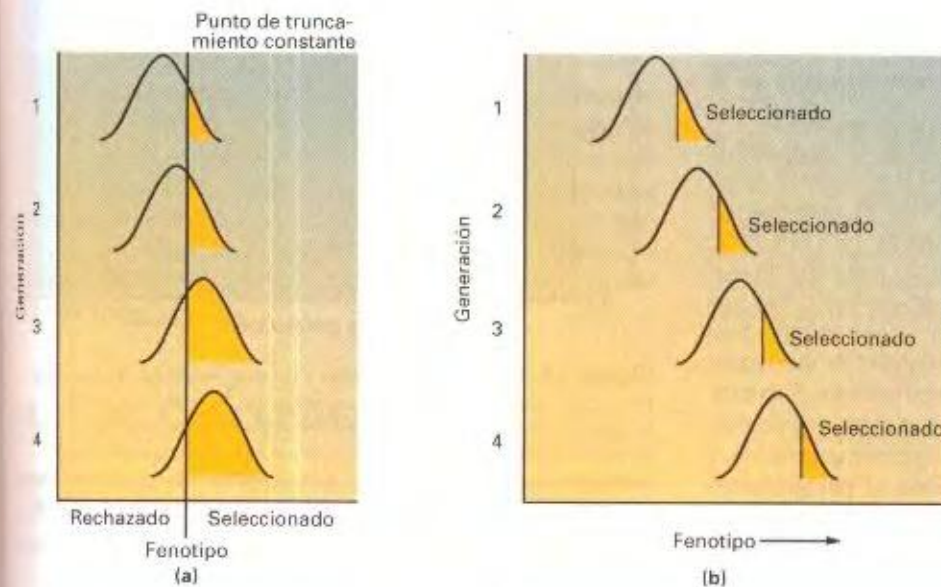 Punto de trunca-
miento constante
Generación
1
2
3
4
Rechazado
Seleccionado
Fenotipo
(a)
Generación
1
Seleccionado
2
Seleccionado
3
Seleccionado
4
Seleccionado
Fenotipo
(b)